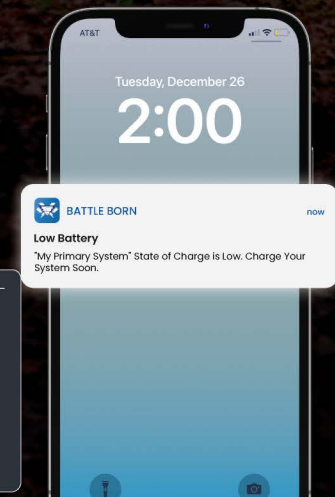 AT&T
Tuesday, December 26
2:00
BATTLE BORN
now
Low Battery
"My Primary System" State of Charge is Low. Charge Your
System Soon.